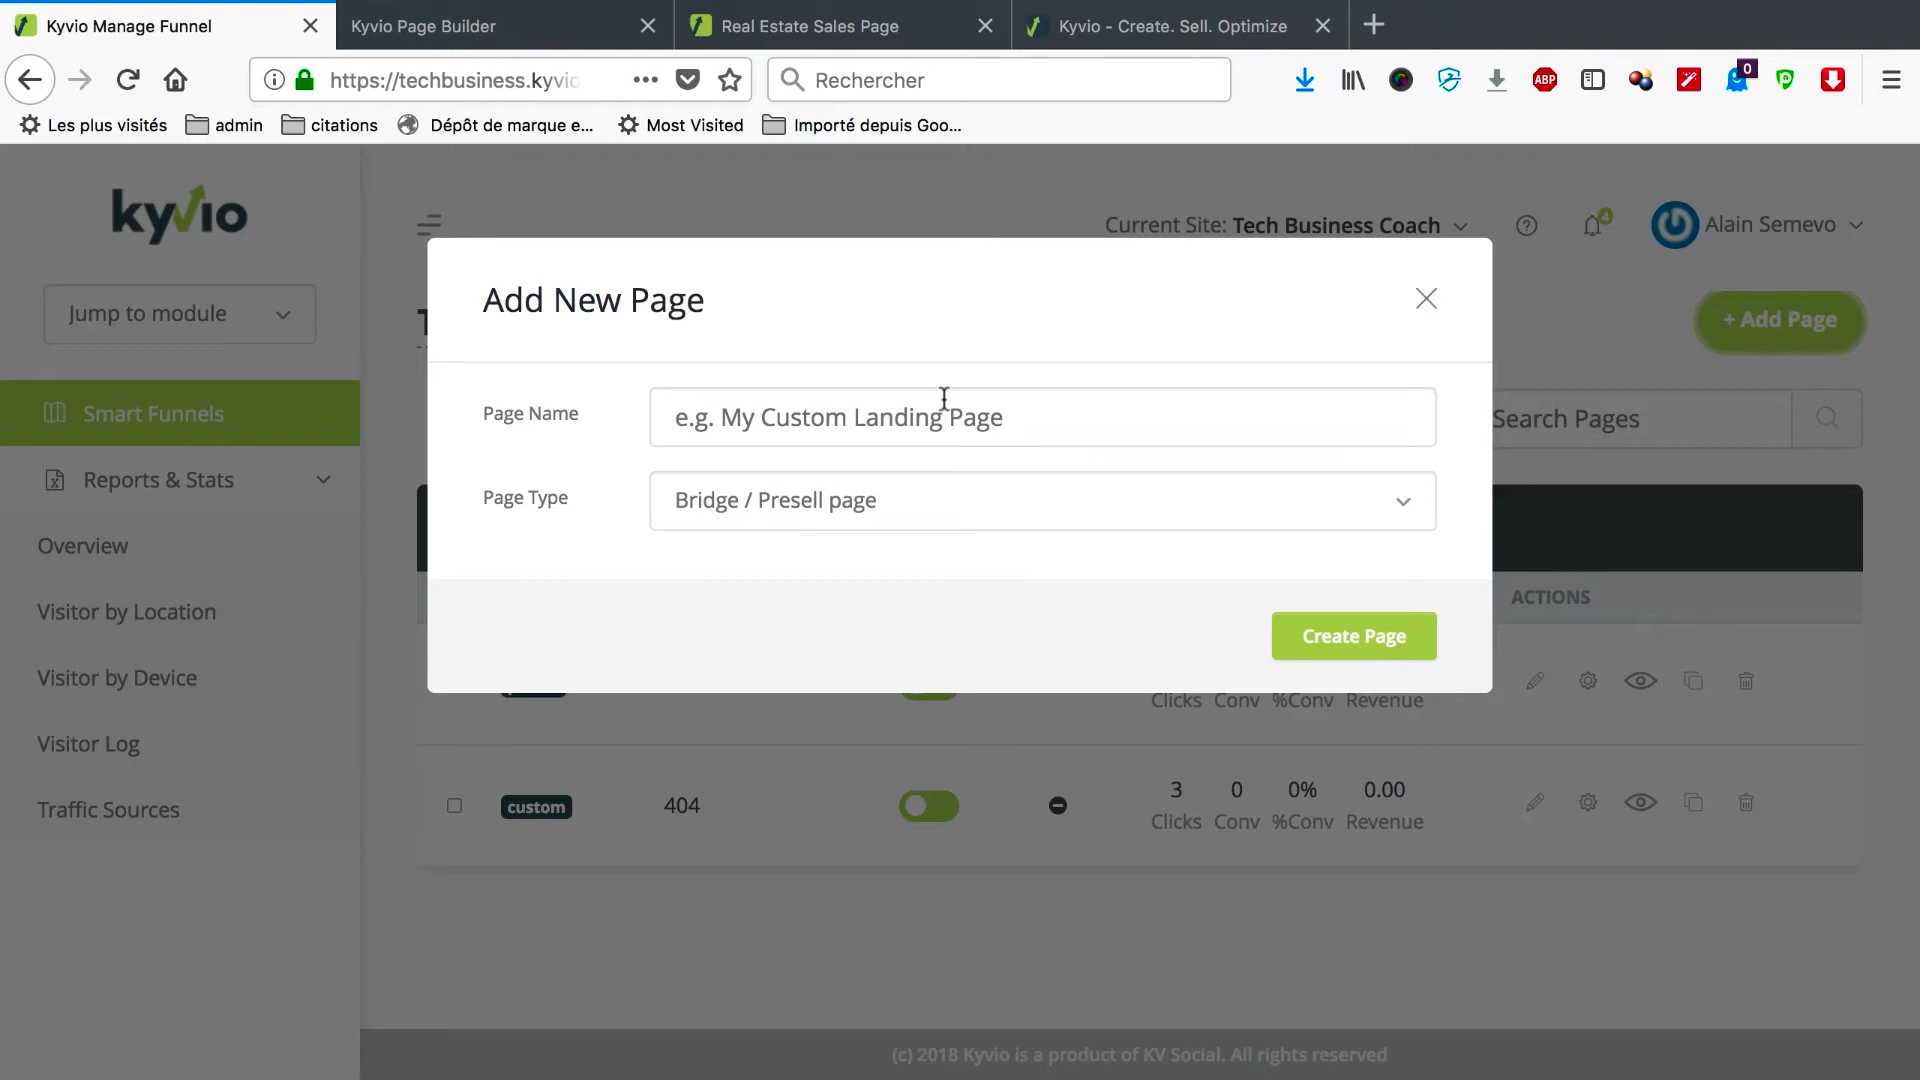 Kyvio Manage Funnel
Kyvio Page Builder
Real Estate Sales Page
Kyvio - Create. Sell. Optimize
https://techbusiness.kyvio
Rechercher
ABP
0
Les plus visités
admin
citations
Dépôt de marque e...
Most Visited
Importé depuis Goo...
kyvio
Current Site: Tech Business Coach
4
Alain Semevo
Jump to module
Add New Page
+ Add Page
Smart Funnels
Page Name
e.g. My Custom Landing Page
Search Pages
Reports & Stats
Page Type
Bridge / Presell page
Overview
ACTIONS
Visitor by Location
Create Page
Visitor by Device
Clicks Conv %Conv Revenue
Visitor Log
custom
404
3 0 0% 0.00
Clicks Conv %Conv Revenue
Traffic Sources
(c) 2018 Kyvio is a product of KV Social. All rights reserved